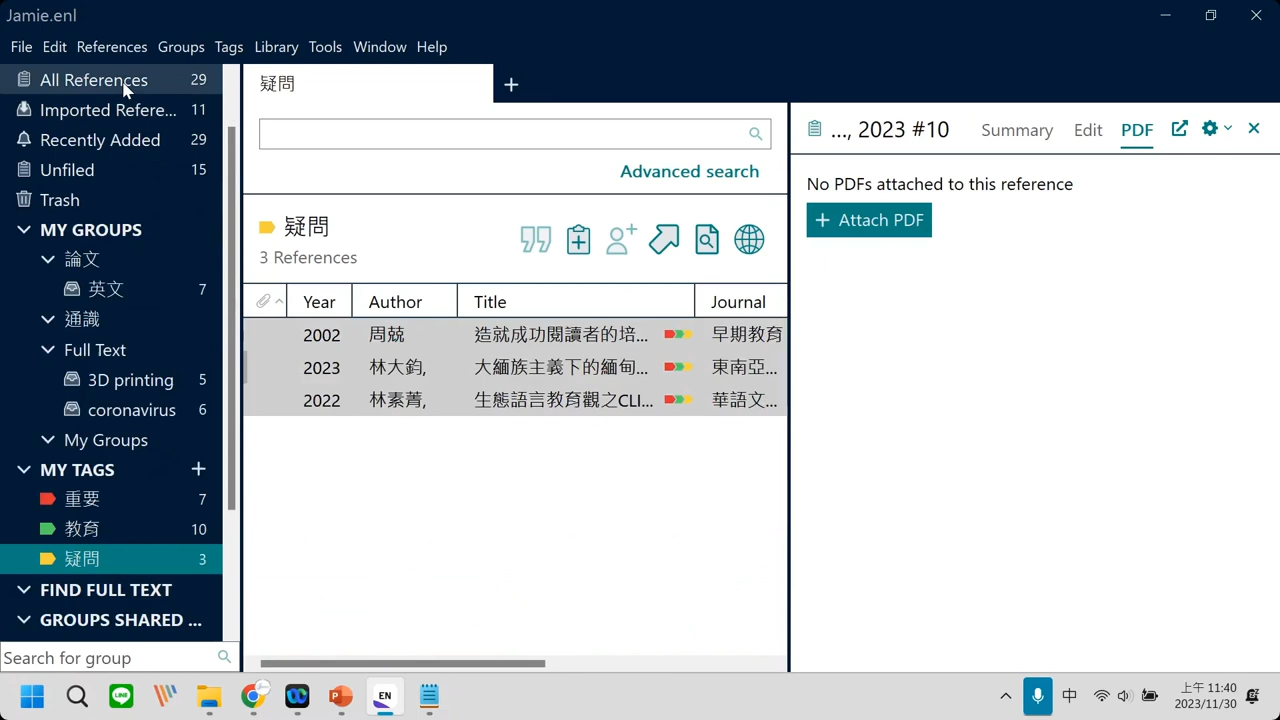 Jamie.enl
File Edit References Groups Tags Library Tools Window Help
All References 29
Imported Refere... 11
Recently Added 29
Unfiled 15
Trash
MY GROUPS
論文
英文 7
通識
Full Text
3D printing 5
coronavirus 6
My Groups
MY TAGS +
重要 7
教育 10
疑問 3
FIND FULL TEXT
GROUPS SHARED ...
Search for group
疑問 +
Advanced search
疑問
3 References
Year Author Title Journal
2002 周兢 造就成功閱讀者的培... 早期教育
2023 林大鈞, 大緬族主義下的緬甸... 東南亞...
2022 林素菁, 生態語言教育觀之CLI... 華語文...
..., 2023 #10 Summary Edit PDF
No PDFs attached to this reference
+ Attach PDF
LINE EN 中 上午 11:40
2023/11/30